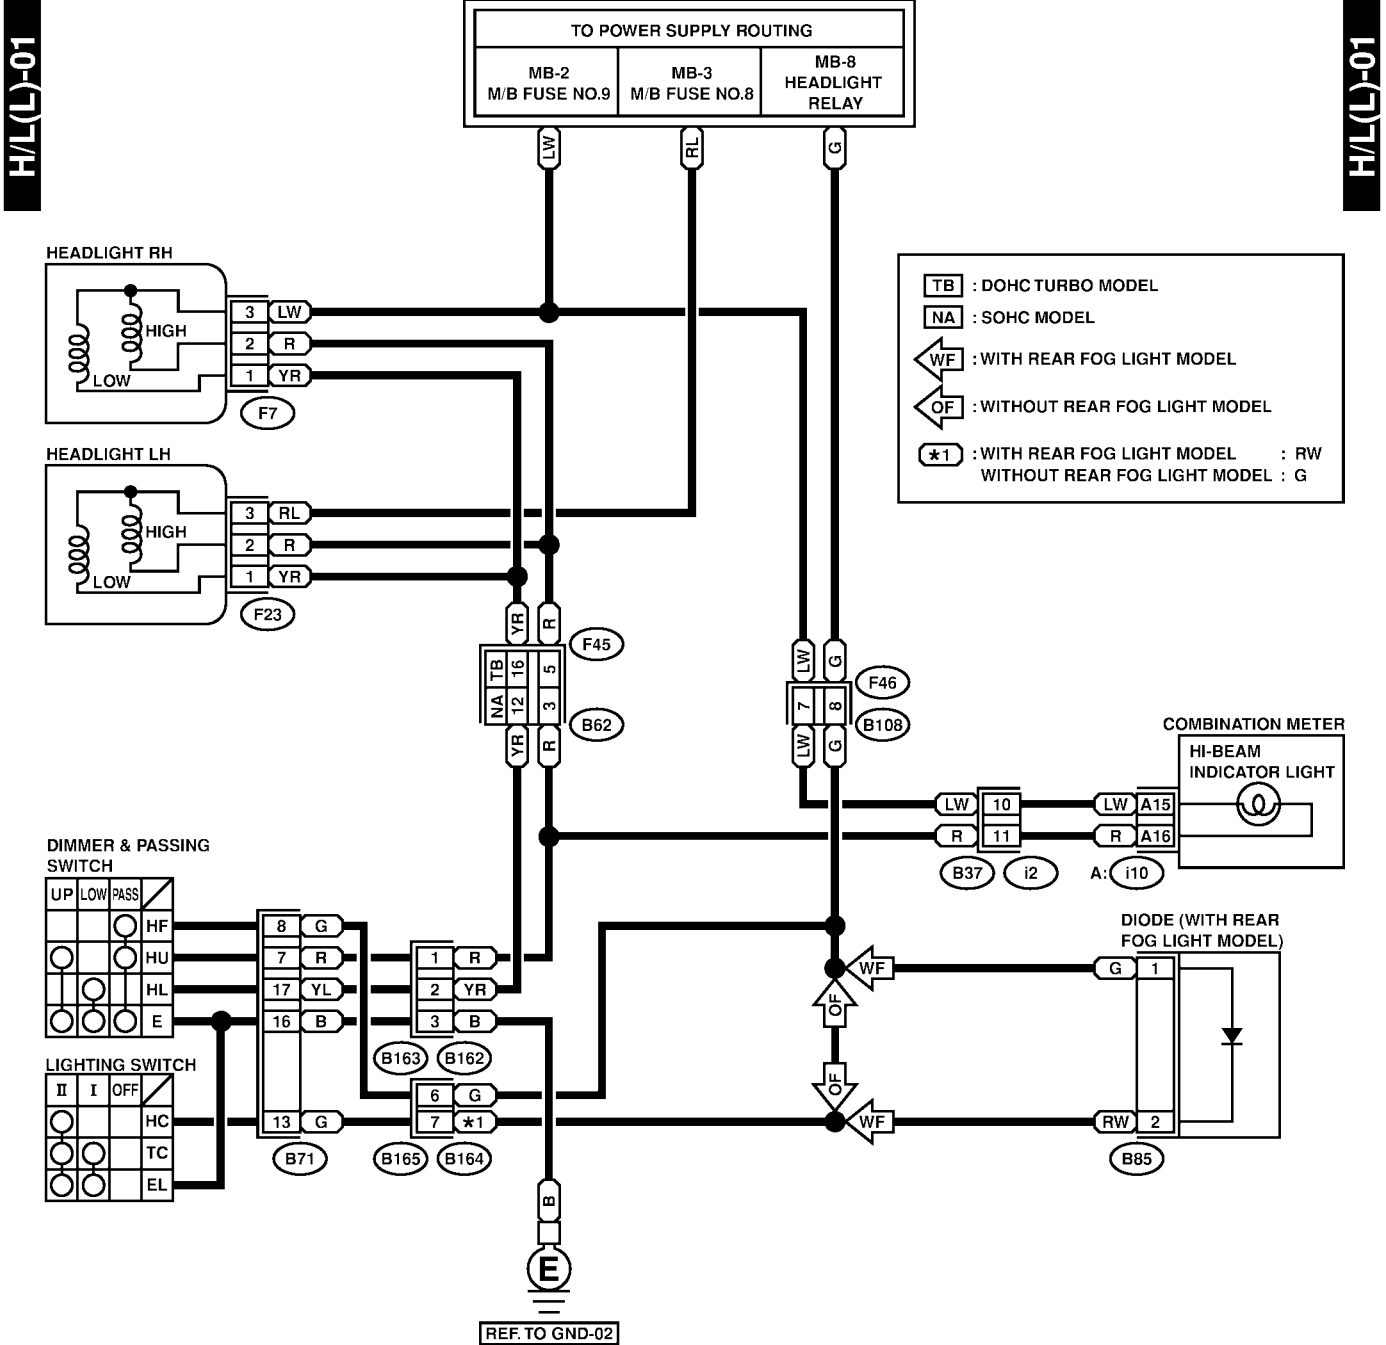 H/L(L)-01
H/L(L)-01
TO POWER SUPPLY ROUTING
MB-2
M/B FUSE NO.9
MB-3
M/B FUSE NO.8
MB-8
HEADLIGHT
RELAY
LW
RL
G
HEADLIGHT RH
HIGH
LOW
3 LW
2 R
1 YR
F7
TB : DOHC TURBO MODEL
NA : SOHC MODEL
WF : WITH REAR FOG LIGHT MODEL
OF : WITHOUT REAR FOG LIGHT MODEL
*1 : WITH REAR FOG LIGHT MODEL : RW
WITHOUT REAR FOG LIGHT MODEL : G
HEADLIGHT LH
HIGH
LOW
3 RL
2 R
1 YR
F23
YR R
F45
TB 16 5
NA 12 3
B62
YR R
LW G
F46
7 8
B108
LW G
COMBINATION METER
HI-BEAM
INDICATOR LIGHT
LW 10 LW A15
R 11 R A16
B37 i2 A: i10
DIMMER & PASSING
SWITCH
UP LOW PASS
HF
HU
HL
E
8 G
7 R
17 YL
16 B
1 R
2 YR
3 B
B163 B162
LIGHTING SWITCH
II I OFF
HC
TC
EL
13 G
B71
6 G
7 *1
B165 B164
DIODE (WITH REAR
FOG LIGHT MODEL)
WF
G 1
OF
OF
WF
RW 2
B85
B
E
REF. TO GND-02